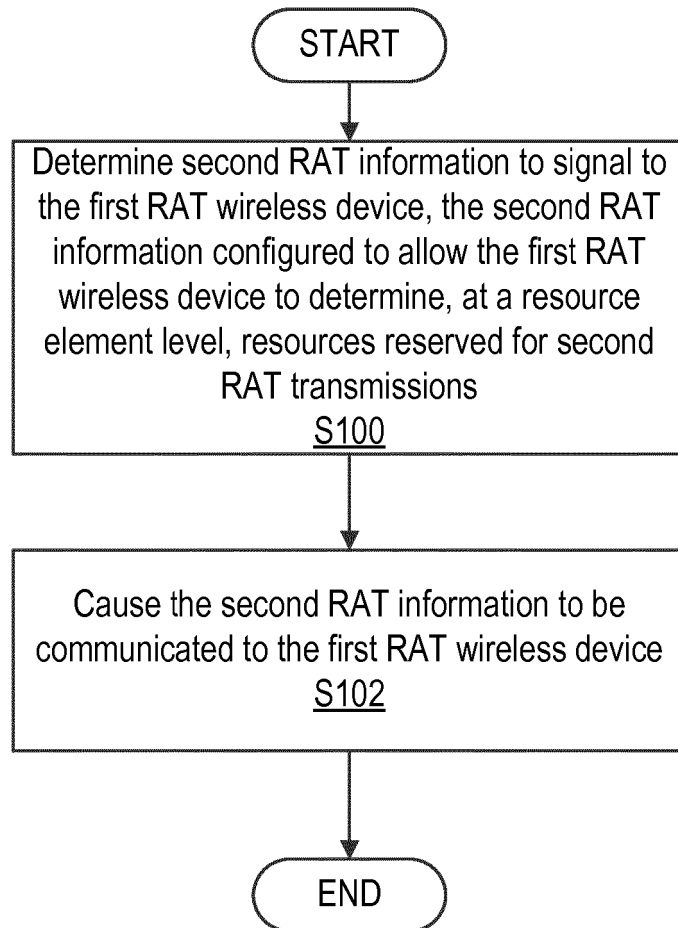 START
Determine second RAT information to signal to
the first RAT wireless device, the second RAT
information configured to allow the first RAT
wireless device to determine, at a resource
element level, resources reserved for second
RAT transmissions
S100
Cause the second RAT information to be
communicated to the first RAT wireless device
S102
END